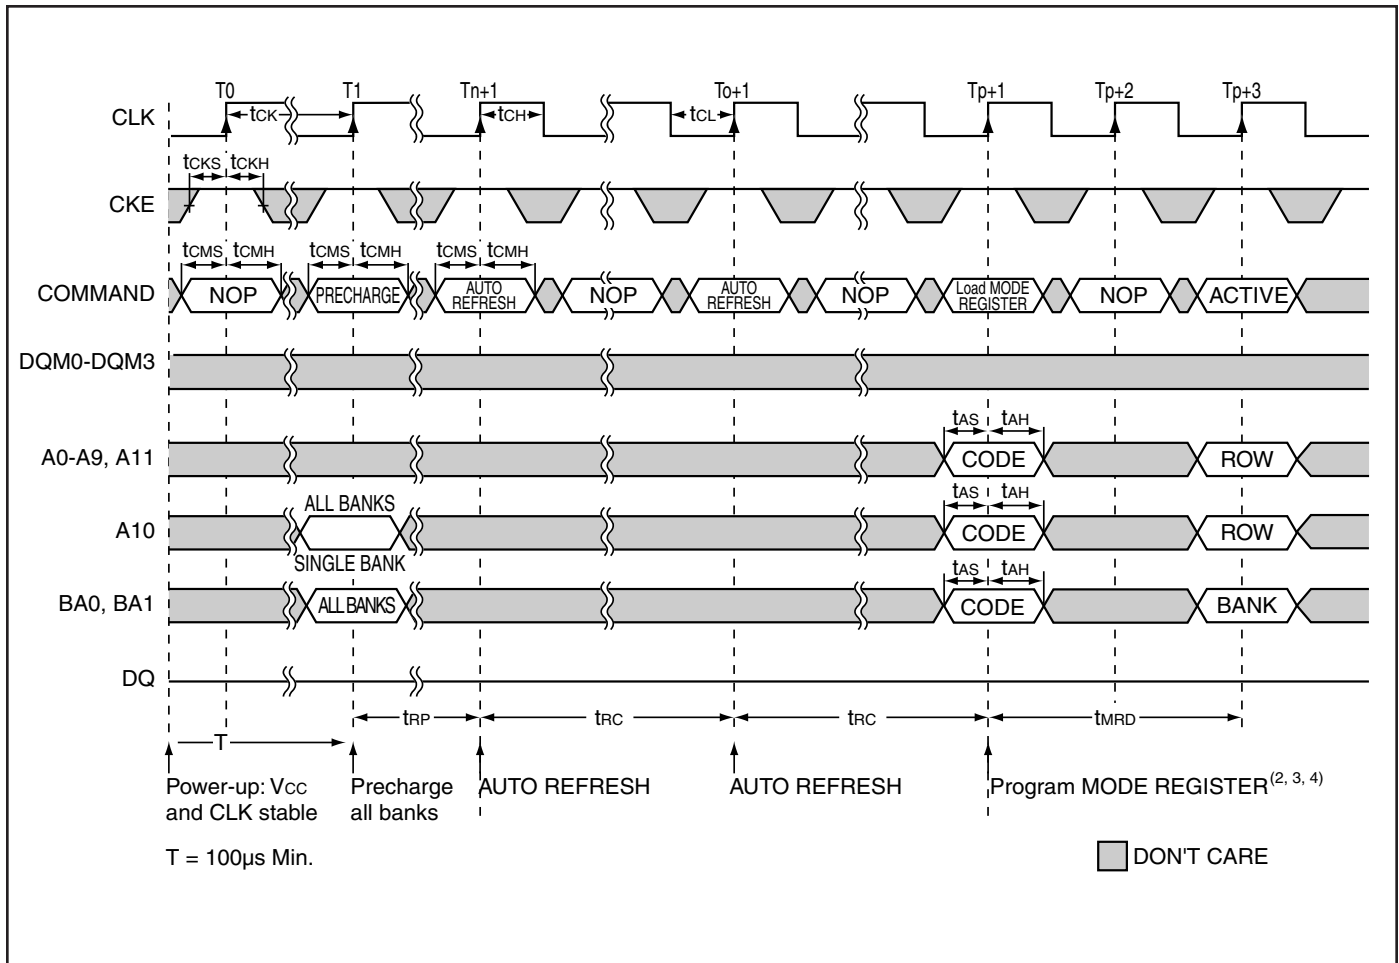 T0 T1 Tn+1 To+1 Tp+1 Tp+2 Tp+3
CLK tCK tCH tCL
tCKS tCKH
CKE
tCMS tCMH tCMS tCMH tCMS tCMH
COMMAND NOP PRECHARGE AUTO REFRESH NOP AUTO REFRESH NOP Load MODE REGISTER NOP ACTIVE
DQM0-DQM3
tAS tAH
A0-A9, A11 CODE ROW
ALL BANKS tAS tAH
A10 CODE ROW
SINGLE BANK tAS tAH
BA0, BA1 ALL BANKS CODE BANK
DQ
tRP tRC tRC tMRD
T
Power-up: VCC Precharge AUTO REFRESH AUTO REFRESH Program MODE REGISTER(2, 3, 4)
and CLK stable all banks
T = 100µs Min. DON'T CARE